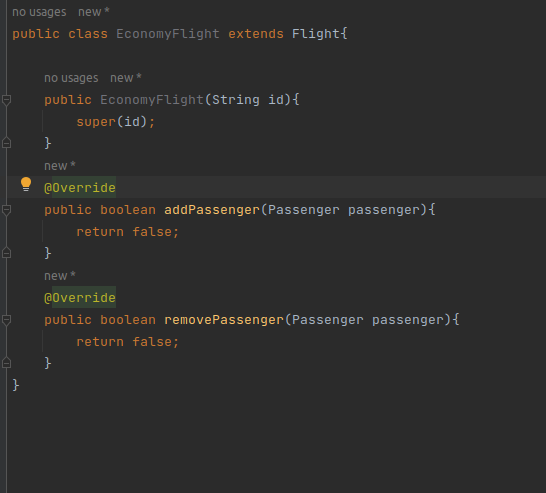 no usages   new *
public class EconomyFlight extends Flight{
no usages   new *
public EconomyFlight(String id){
super(id);
}
new *
@Override
public boolean addPassenger(Passenger passenger){
return false;
}
new *
@Override
public boolean removePassenger(Passenger passenger){
return false;
}
}